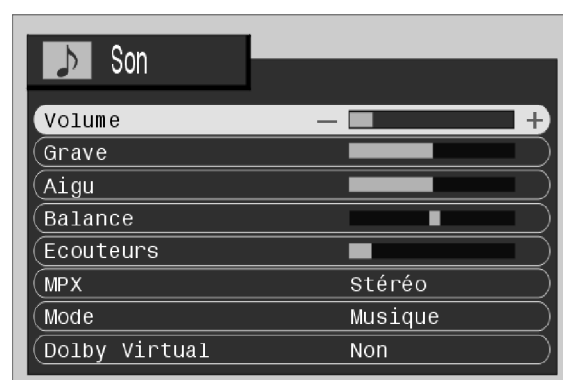 Son
Volume − +
Grave
Aigu
Balance
Ecouteurs
MPX Stéréo
Mode Musique
Dolby Virtual Non